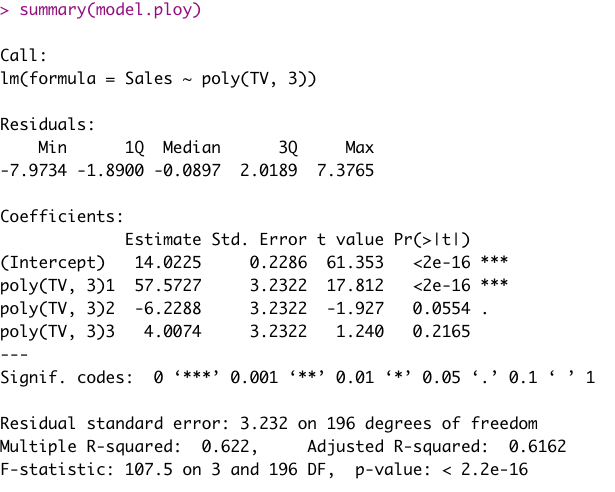 > summary(model.ploy)
Call:
lm(formula = Sales ~ poly(TV, 3))
Residuals:
    Min      1Q  Median      3Q     Max
-7.9734 -1.8900 -0.0897  2.0189  7.3765
Coefficients:
             Estimate Std. Error t value Pr(>|t|)
(Intercept)   14.0225     0.2286  61.353   <2e-16 ***
poly(TV, 3)1  57.5727     3.2322  17.812   <2e-16 ***
poly(TV, 3)2  -6.2288     3.2322  -1.927   0.0554 .
poly(TV, 3)3   4.0074     3.2322   1.240   0.2165
---
Signif. codes:  0 ‘***’ 0.001 ‘**’ 0.01 ‘*’ 0.05 ‘.’ 0.1 ‘ ’ 1
Residual standard error: 3.232 on 196 degrees of freedom
Multiple R-squared:  0.622,     Adjusted R-squared:  0.6162
F-statistic: 107.5 on 3 and 196 DF,  p-value: < 2.2e-16